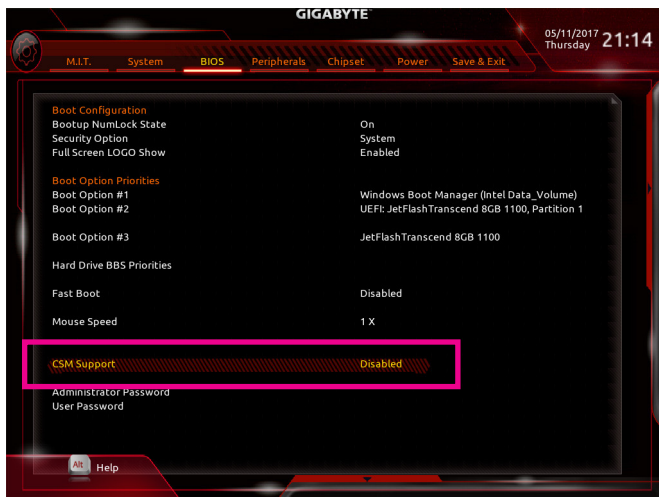 GIGABYTE™
05/11/2017 Thursday 21:14
M.I.T. System BIOS Peripherals Chipset Power Save & Exit
Boot Configuration
Bootup NumLock State On
Security Option System
Full Screen LOGO Show Enabled
Boot Option Priorities
Boot Option #1 Windows Boot Manager (Intel Data_Volume)
Boot Option #2 UEFI: JetFlashTranscend 8GB 1100, Partition 1
Boot Option #3 JetFlashTranscend 8GB 1100
Hard Drive BBS Priorities
Fast Boot Disabled
Mouse Speed 1 X
CSM Support Disabled
Administrator Password
User Password
Alt Help